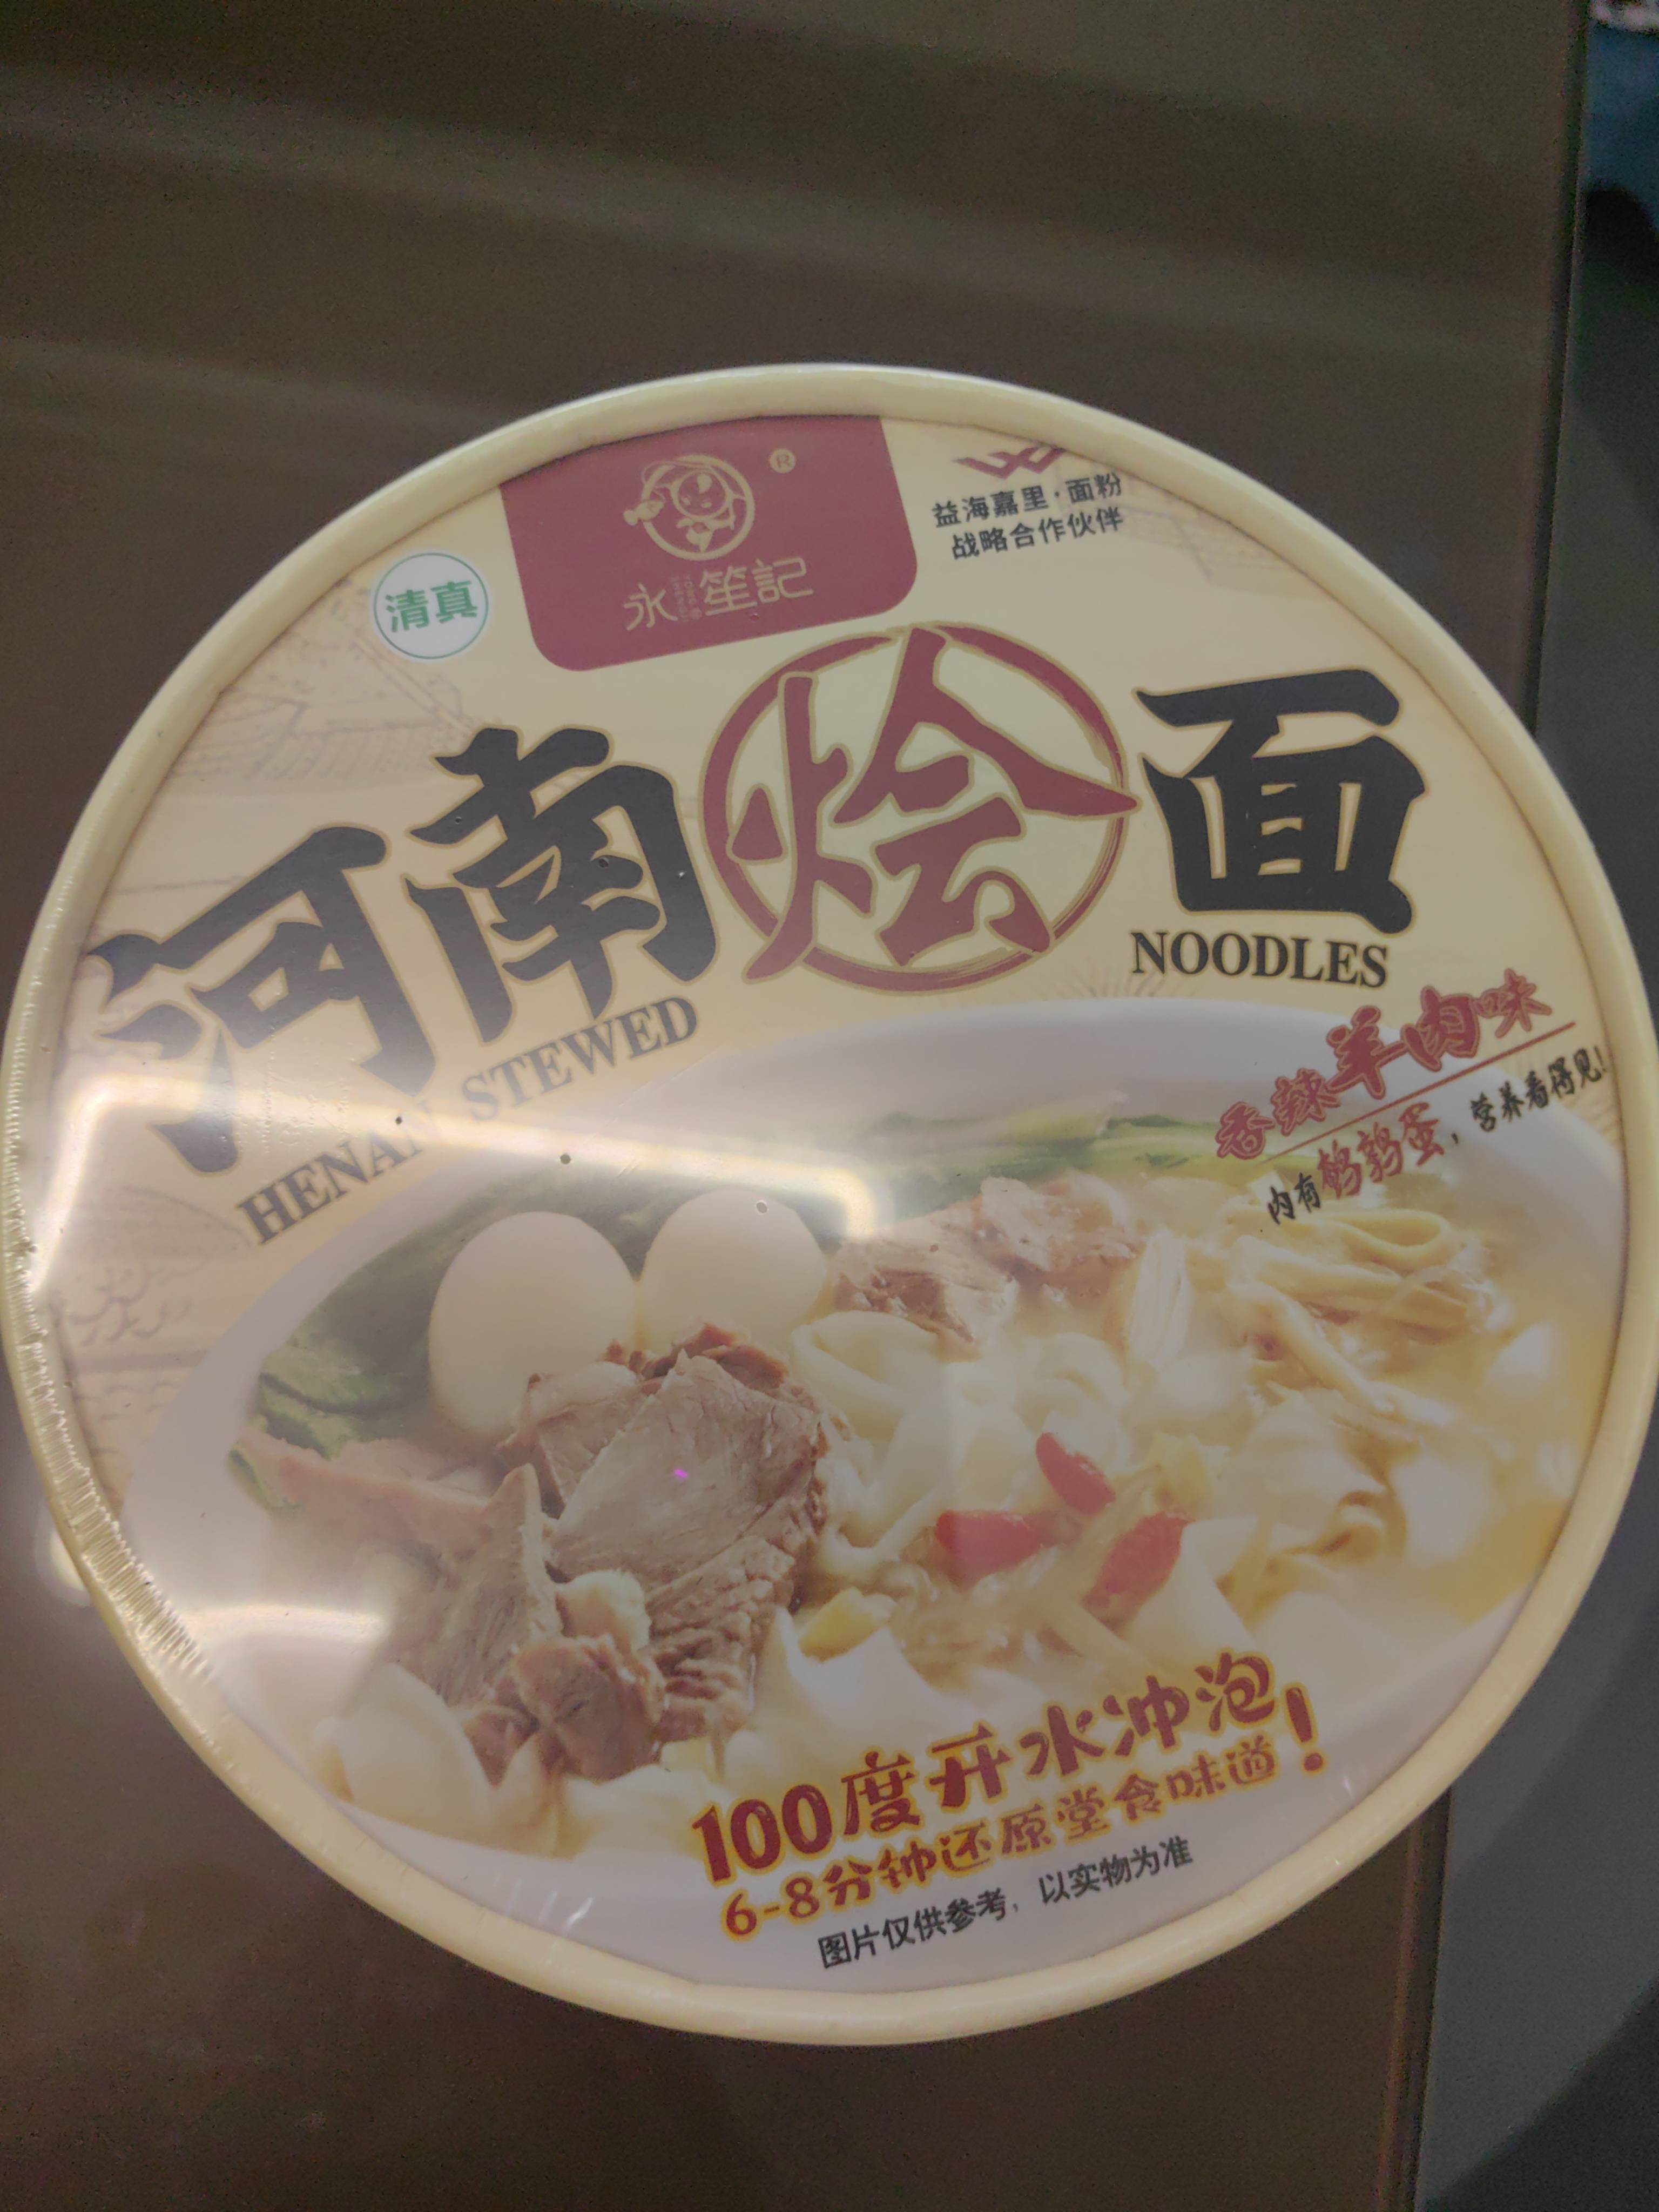 永笙記
®
益海嘉里·面粉
战略合作伙伴
清真
河南烩面
HENAN STEWED NOODLES
香辣羊肉味
内有鹌鹑蛋，营养看得见！
100度开水冲泡
6-8分钟还原堂食味道！
图片仅供参考，以实物为准